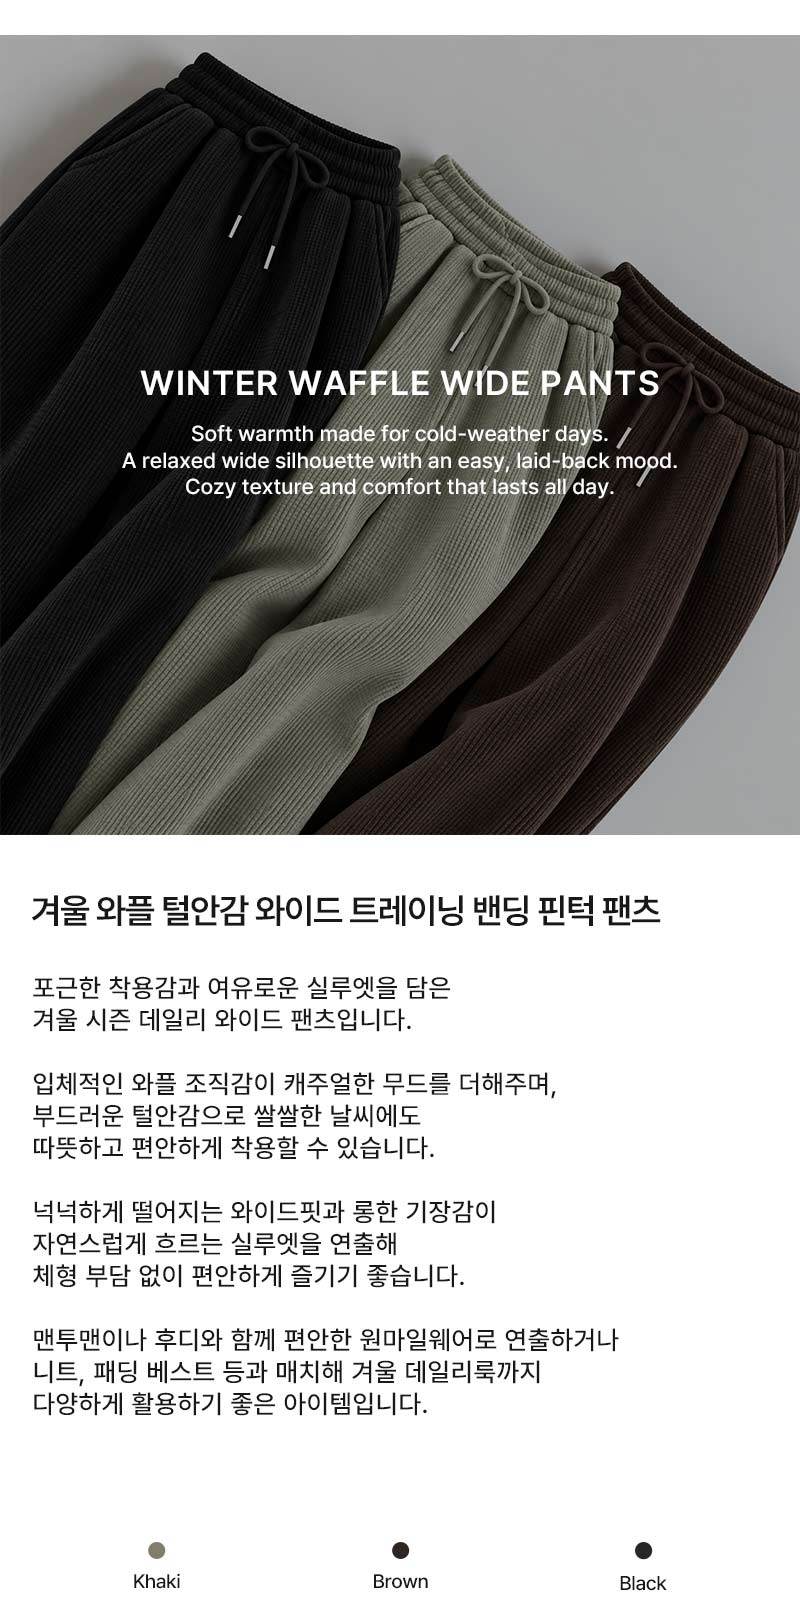 WINTER WAFFLE WIDE PANTS
Soft warmth made for cold-weather days.
A relaxed wide silhouette with an easy, laid-back mood.
Cozy texture and comfort that lasts all day.
겨울 와플 털안감 와이드 트레이닝 밴딩 핀턱 팬츠
포근한 착용감과 여유로운 실루엣을 담은
겨울 시즌 데일리 와이드 팬츠입니다.
입체적인 와플 조직감이 캐주얼한 무드를 더해주며,
부드러운 털안감으로 쌀쌀한 날씨에도
따뜻하고 편안하게 착용할 수 있습니다.
넉넉하게 떨어지는 와이드핏과 롱한 기장감이
자연스럽게 흐르는 실루엣을 연출해
체형 부담 없이 편안하게 즐기기 좋습니다.
맨투맨이나 후디와 함께 편안한 원마일웨어로 연출하거나
니트, 패딩 베스트 등과 매치해 겨울 데일리룩까지
다양하게 활용하기 좋은 아이템입니다.
Khaki
Brown
Black